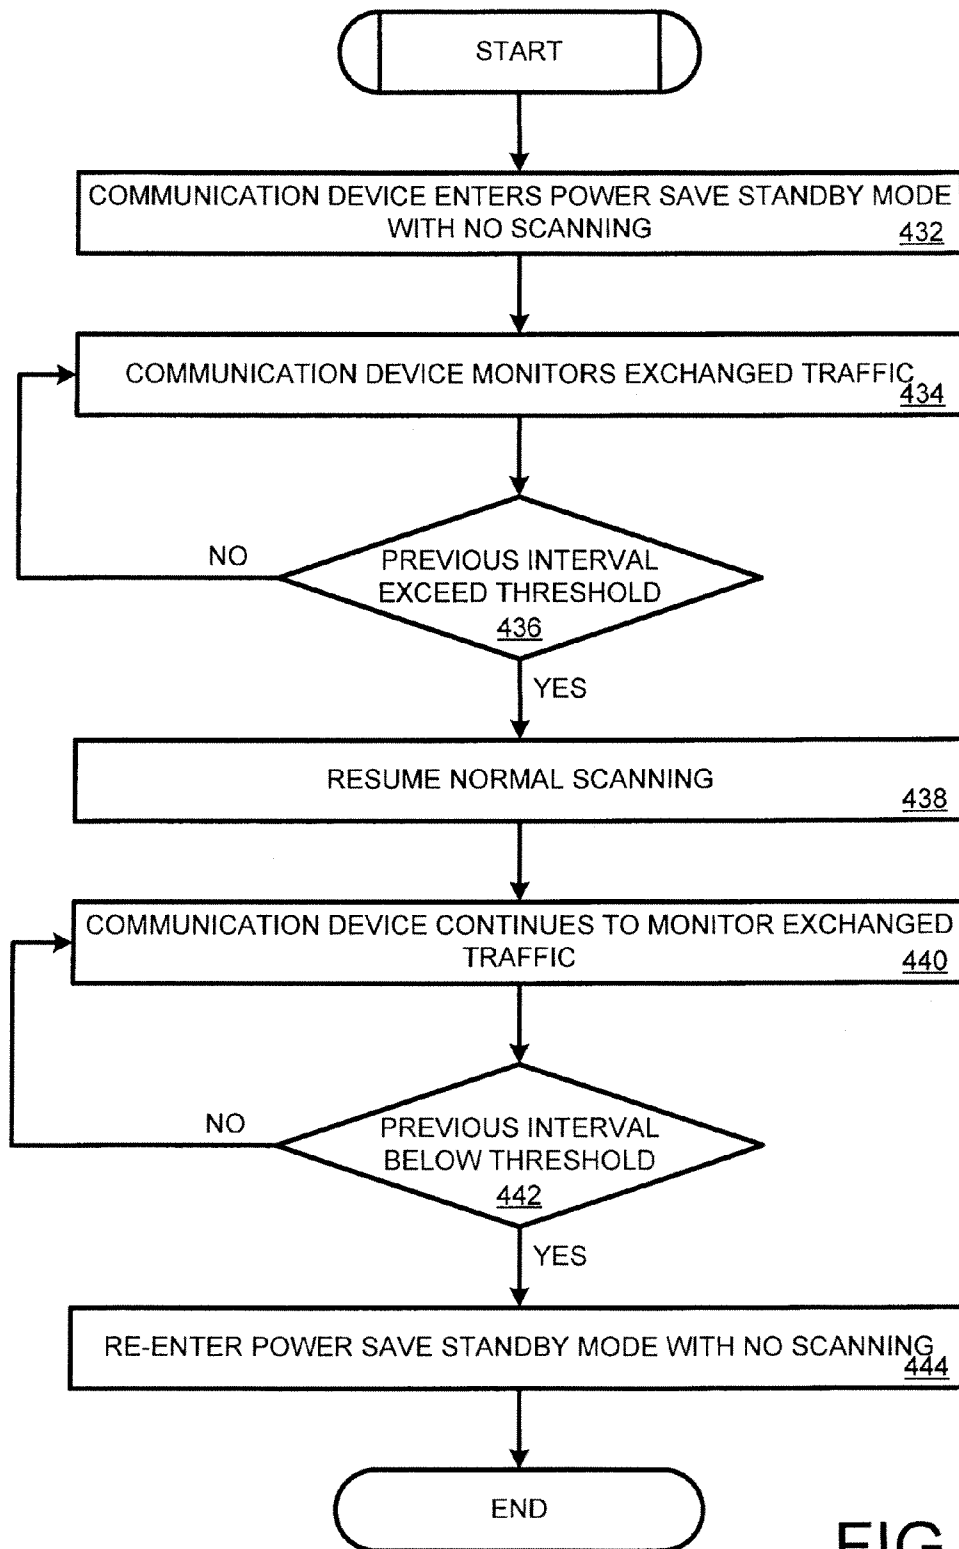 START
COMMUNICATION DEVICE ENTERS POWER SAVE STANDBY MODE
WITH NO SCANNING
432
COMMUNICATION DEVICE MONITORS EXCHANGED TRAFFIC
434
PREVIOUS INTERVAL
EXCEED THRESHOLD
436
NO
YES
RESUME NORMAL SCANNING
438
COMMUNICATION DEVICE CONTINUES TO MONITOR EXCHANGED
TRAFFIC
440
PREVIOUS INTERVAL
BELOW THRESHOLD
442
NO
YES
RE-ENTER POWER SAVE STANDBY MODE WITH NO SCANNING
444
END
FIG